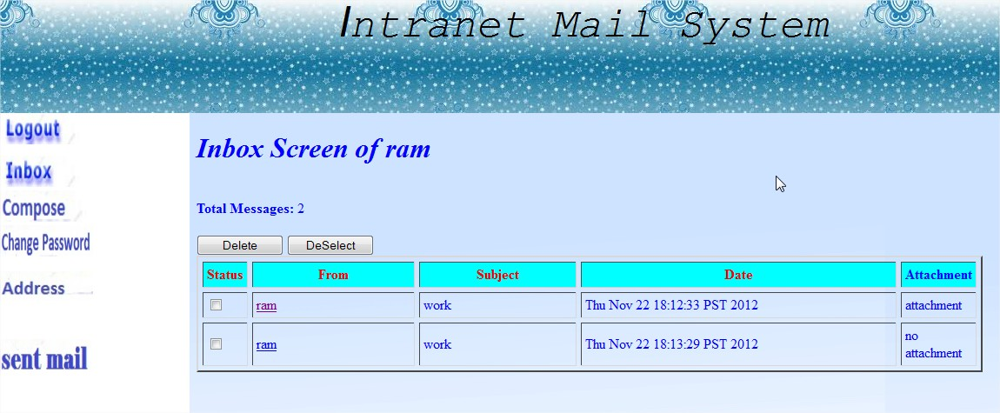 Intranet Mail System
Logout
Inbox
Compose
Change Password
Address
sent mail
Inbox Screen of ram
Total Messages: 2
Delete DeSelect
Status From Subject Date Attachment
ram work Thu Nov 22 18:12:33 PST 2012 attachment
ram work Thu Nov 22 18:13:29 PST 2012 no
attachment